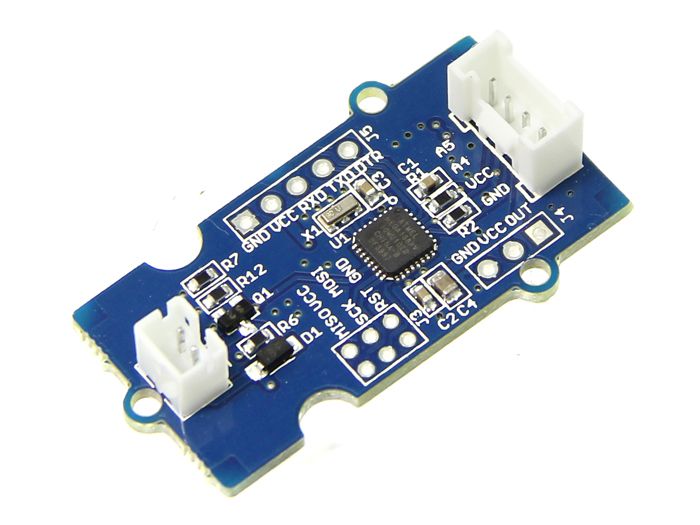 J5
GND VCC RXD TXD DTR
C1
R1
A5
A4
VCC
GND
C3
X1
U1
R2
J4
GND VCC OUT
R7
R12
Q1
R6
D1
MISO VCC
SCK MOSI
RST GND
J3
C2 C4